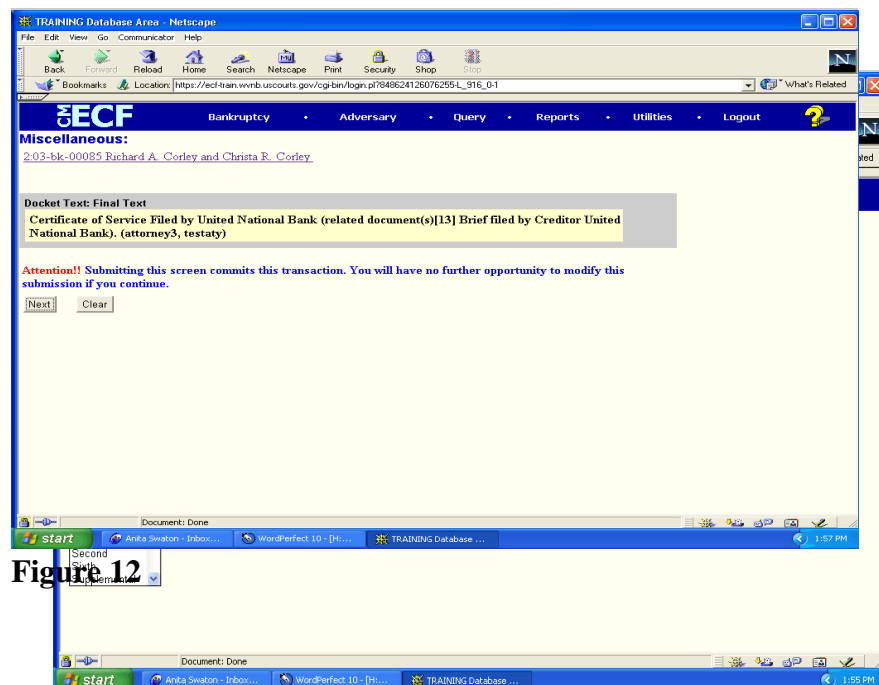 TRAINING Database Area - Netscape
File Edit View Go Communicator Help
Back Forward Reload Home Search Netscape Print Security Shop Stop
Bookmarks Location: https://ecf-train.wvnb.uscourts.gov/cgi-bin/login.pl?848624126076255-L_916_0-1 What's Related
CM ECF Bankruptcy • Adversary • Query • Reports • Utilities • Logout ?
Miscellaneous:
2:03-bk-00085 Richard A. Corley and Christa R. Corley
Docket Text: Final Text
Certificate of Service Filed by United National Bank (related document(s)[13] Brief filed by Creditor United
National Bank). (attorney3, testaty)
Attention!! Submitting this screen commits this transaction. You will have no further opportunity to modify this
submission if you continue.
Next Clear
Document: Done
start Anita Swaton - Inbox... WordPerfect 10 - [H:... TRAINING Database ... 1:57 PM
Second
Sixth
Supplemental
Figure 12
Document: Done
start Anita Swaton - Inbox... WordPerfect 10 - [H:... TRAINING Database ... 1:55 PM